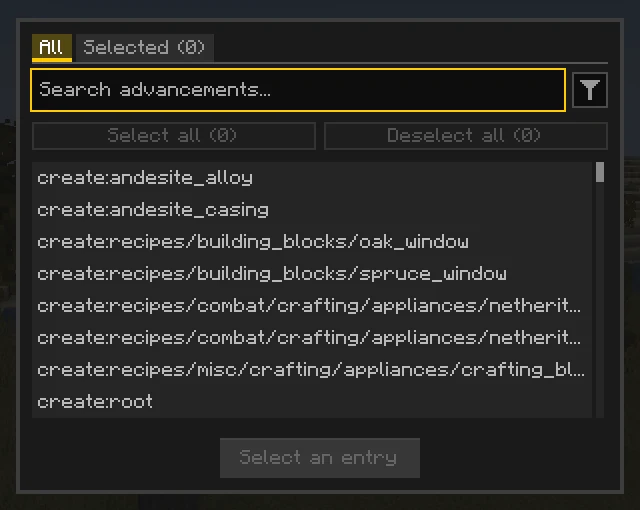 All Selected (0)
Search advancements...
Select all (0) Deselect all (0)
create:andesite_alloy
create:andesite_casing
create:recipes/building_blocks/oak_window
create:recipes/building_blocks/spruce_window
create:recipes/combat/crafting/appliances/netherit...
create:recipes/combat/crafting/appliances/netherit...
create:recipes/misc/crafting/appliances/crafting_bl...
create:root
Select an entry